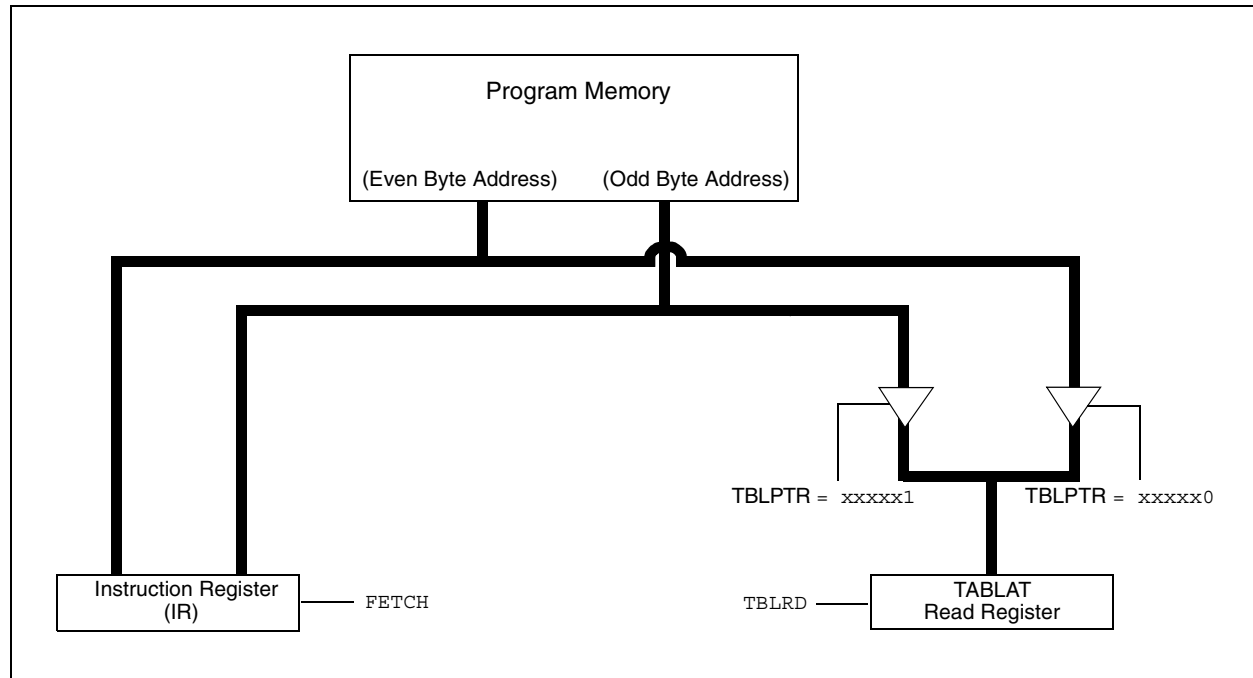 Program Memory
(Even Byte Address)
(Odd Byte Address)
TBLPTR = xxxxx1
TBLPTR = xxxxx0
Instruction Register
(IR)
FETCH
TBLRD
TABLAT
Read Register